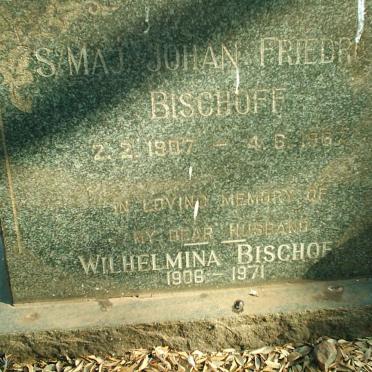 S/MAJ JOHAN FRIEDR
BISCHOFF
2.2.1907 - 4.6.
IN LOVING MEMORY OF
MY DEAR HUSBAND
WILHELMINA BISCHOF
1906 - 1971